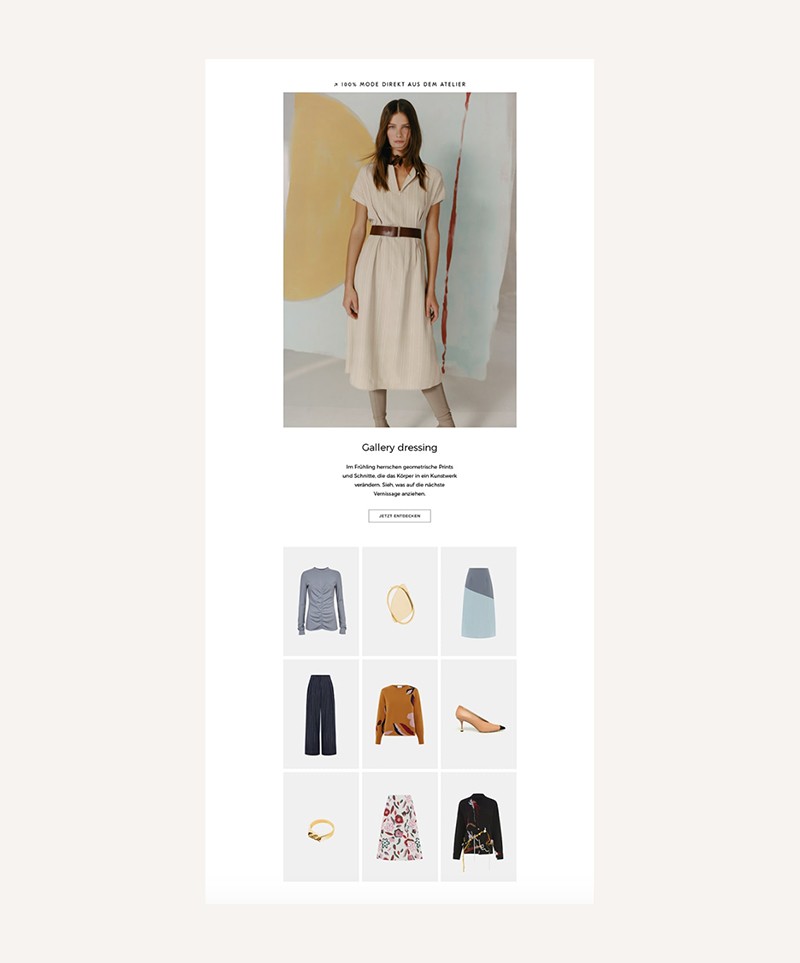 ↗ 100% MODE DIREKT AUS DEM ATELIER
Gallery dressing
Im Frühling herrschen geometrische Prints
und Schnitte, die das Körper in ein Kunstwerk
verändern. Sieh, was auf die nächste
Vernissage anziehen.
JETZT ENTDECKEN